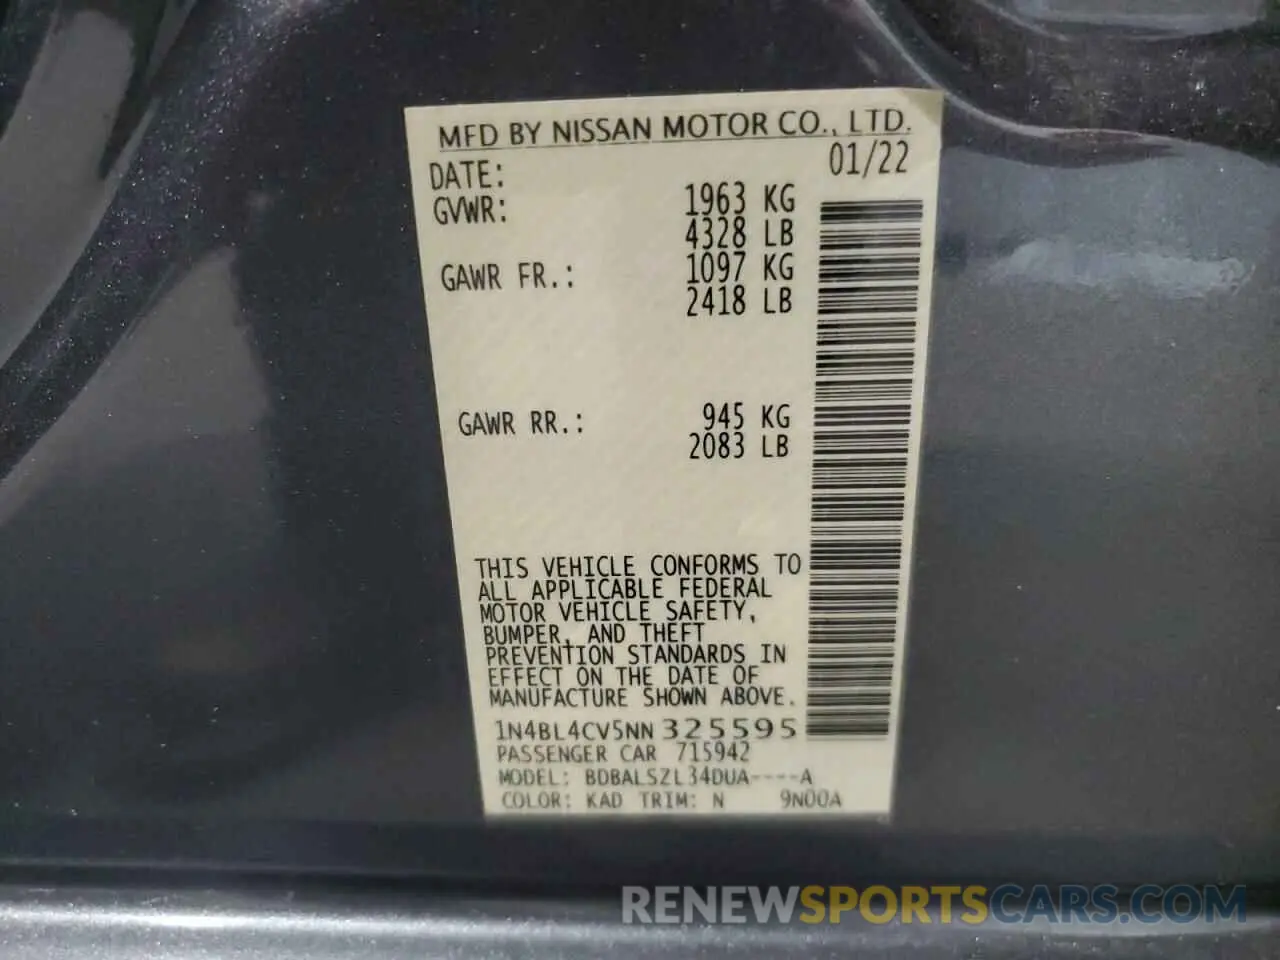 MFD BY NISSAN MOTOR CO., LTD.
DATE: 01/22
GVWR: 1963 KG
4328 LB
GAWR FR.: 1097 KG
2418 LB
GAWR RR.: 945 KG
2083 LB
THIS VEHICLE CONFORMS TO
ALL APPLICABLE FEDERAL
MOTOR VEHICLE SAFETY,
BUMPER, AND THEFT
PREVENTION STANDARDS IN
EFFECT ON THE DATE OF
MANUFACTURE SHOWN ABOVE.
1N4BL4CV5NN325595
PASSENGER CAR 715942
MODEL: BDBALSZL34DUA----A
COLOR: KAD TRIM: N 9N00A
RENEWSPORTSCARS.COM